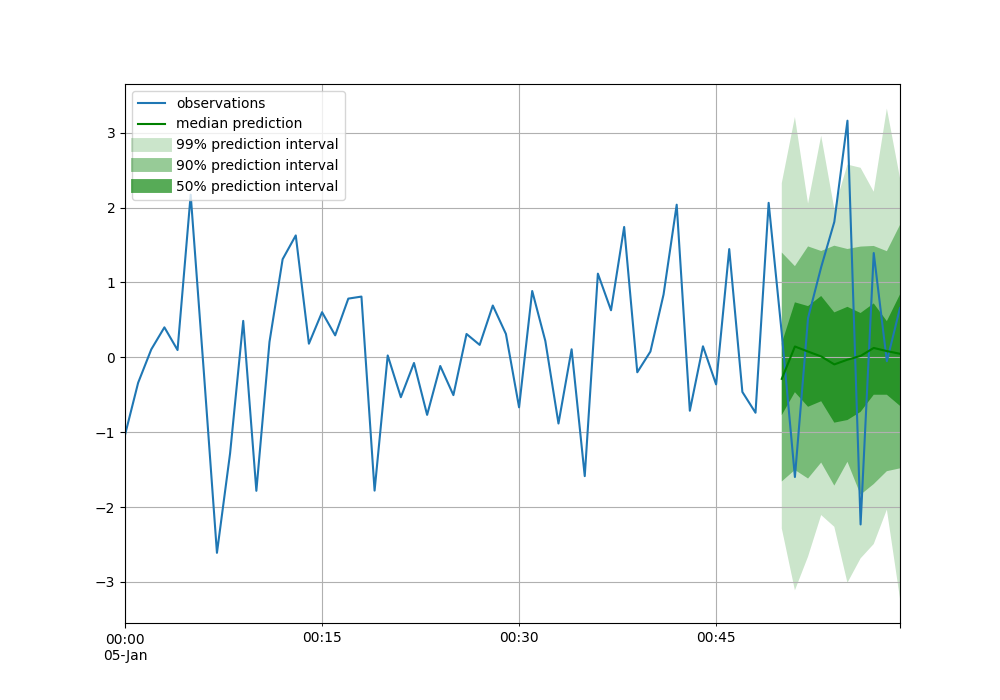 observations
median prediction
99% prediction interval
90% prediction interval
50% prediction interval
3
2
1
0
−1
−2
−3
00:00
05-Jan
00:15
00:30
00:45